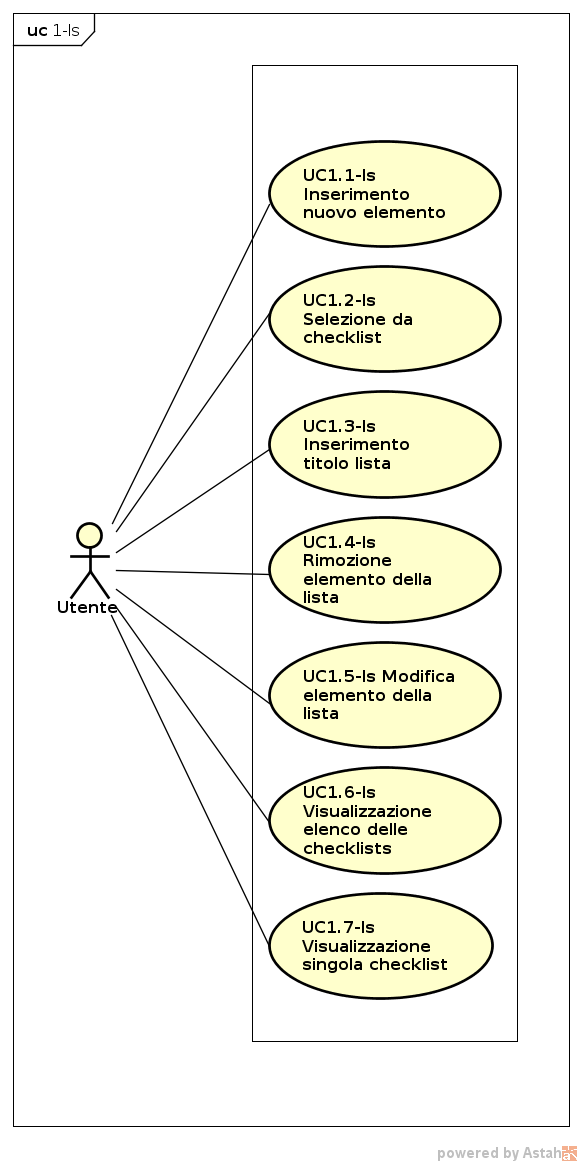 uc 1-ls
UC1.1-ls
Inserimento
nuovo elemento
UC1.2-ls
Selezione da
checklist
UC1.3-ls
Inserimento
titolo lista
UC1.4-ls
Rimozione
elemento della
lista
Utente
UC1.5-ls Modifica
elemento della
lista
UC1.6-ls
Visualizzazione
elenco delle
checklists
UC1.7-ls
Visualizzazione
singola checklist
powered by Astah